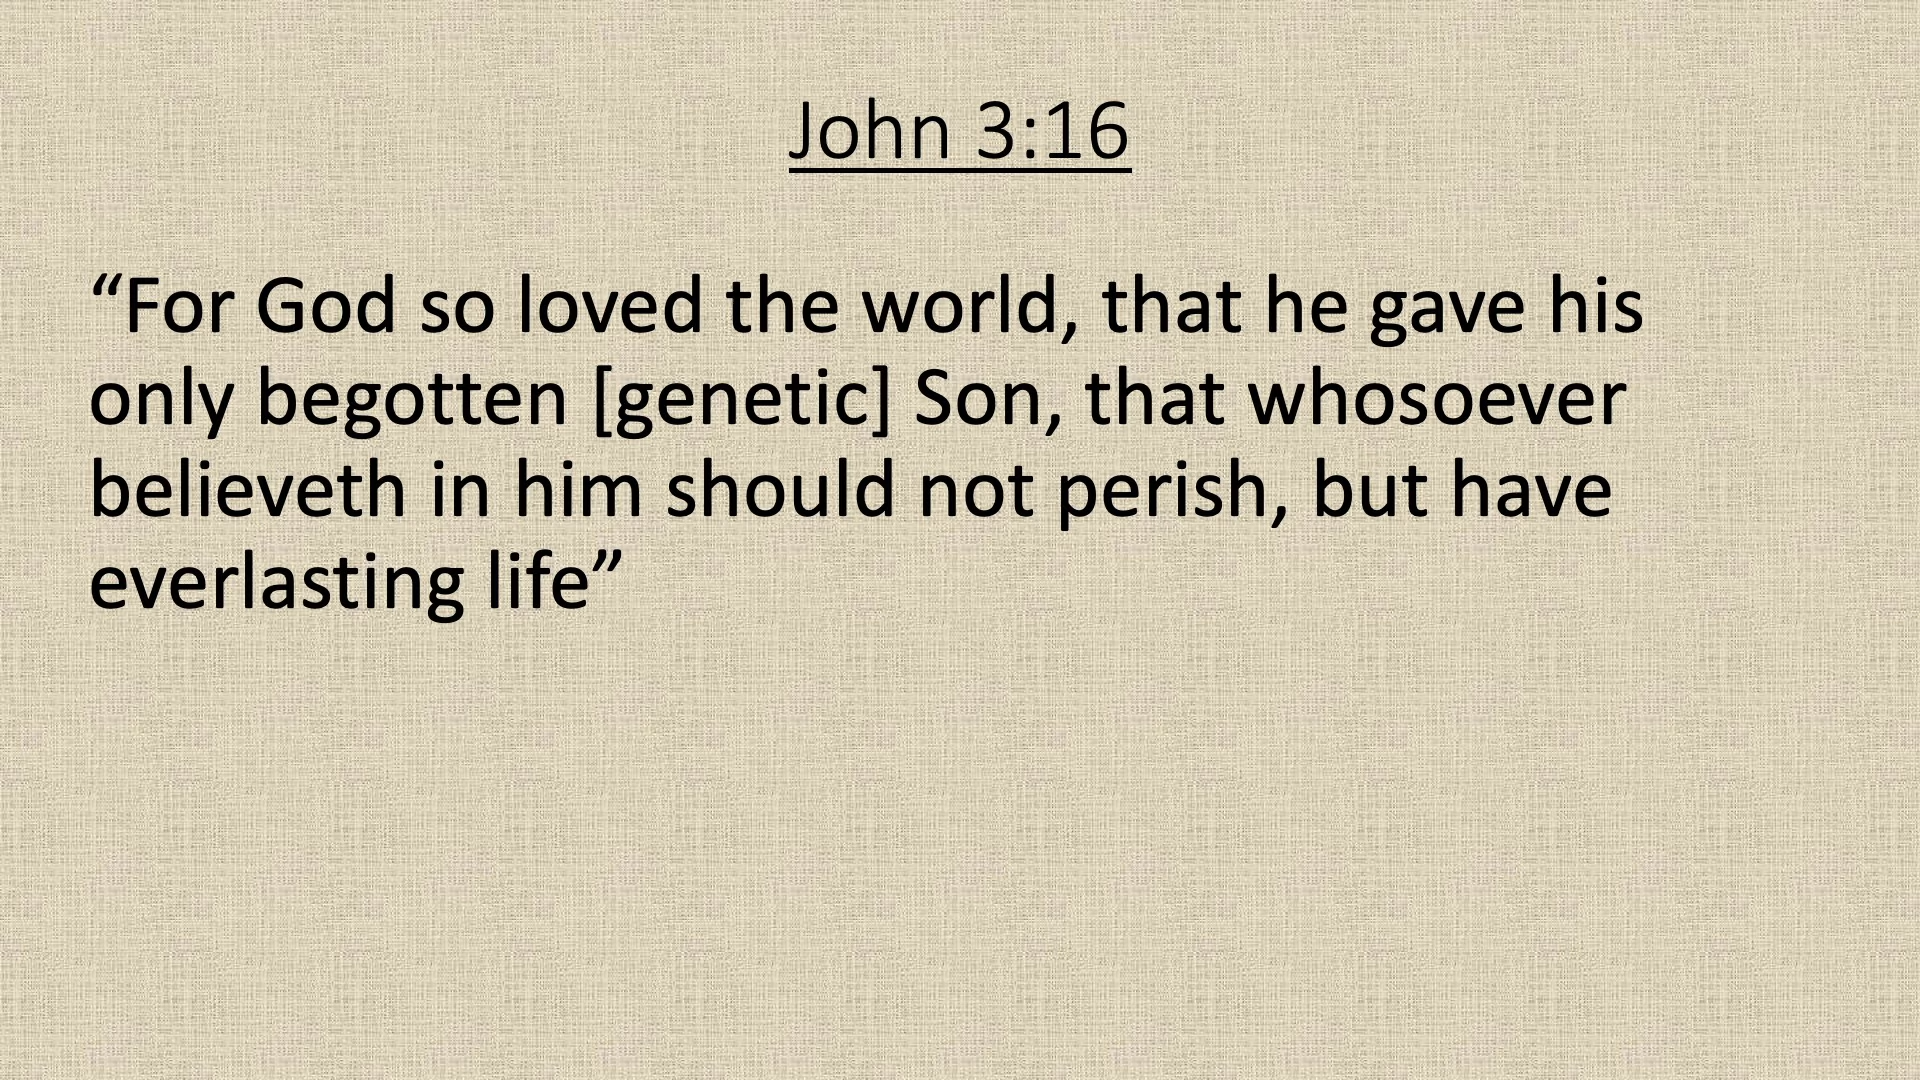 John 3:16
“For God so loved the world, that he gave his
only begotten [genetic] Son, that whosoever
believeth in him should not perish, but have
everlasting life”